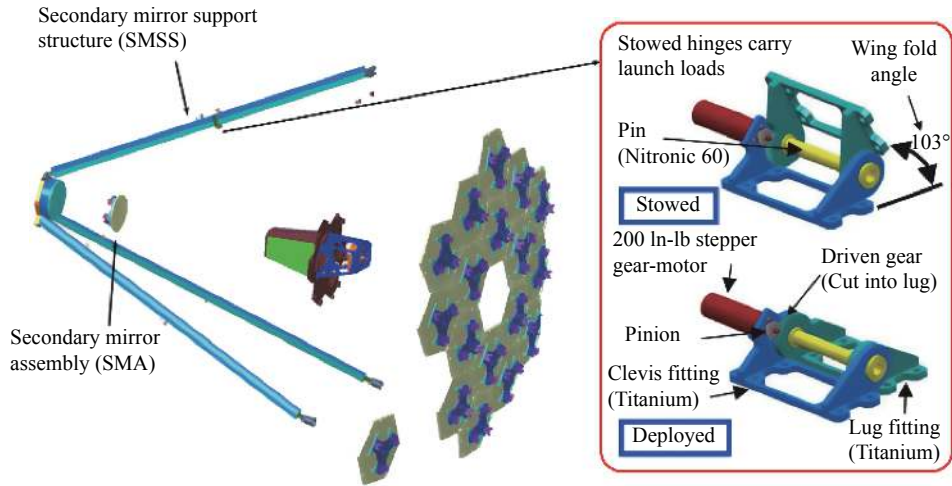 Secondary mirror support
structure (SMSS)
Secondary mirror
assembly (SMA)
Stowed hinges carry
launch loads
Wing fold
angle
103°
Pin
(Nitronic 60)
Stowed
200 ln-lb stepper
gear-motor
Driven gear
(Cut into lug)
Pinion
Clevis fitting
(Titanium)
Lug fitting
(Titanium)
Deployed